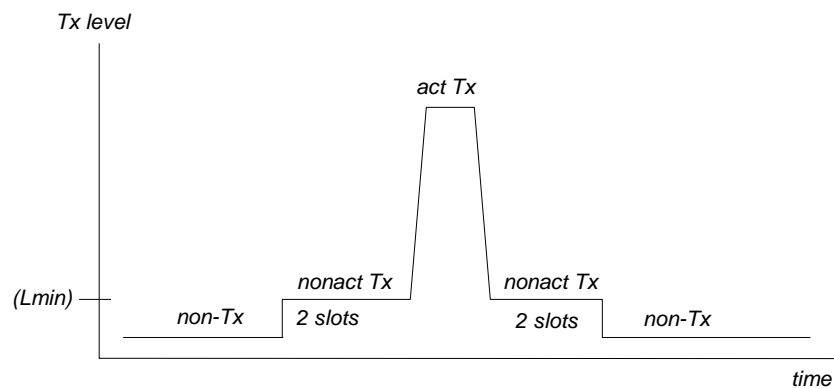 Tx level
act Tx
nonact Tx
nonact Tx
(Lmin)
non-Tx
2 slots
2 slots
non-Tx
time